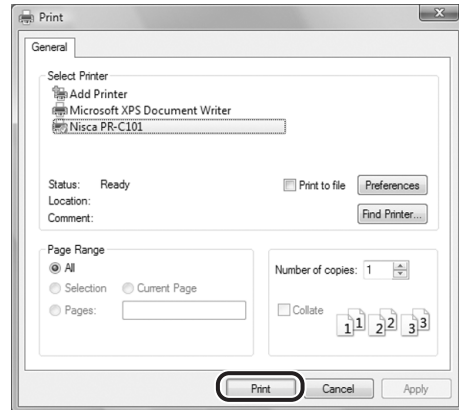 Print
General
Select Printer
Add Printer
Microsoft XPS Document Writer
Nisca PR-C101
Status: Ready
Print to file Preferences
Location:
Comment:
Find Printer...
Page Range
All
Selection Current Page
Pages:
Number of copies: 1
Collate
1 1 2 2 3 3
Print Cancel Apply